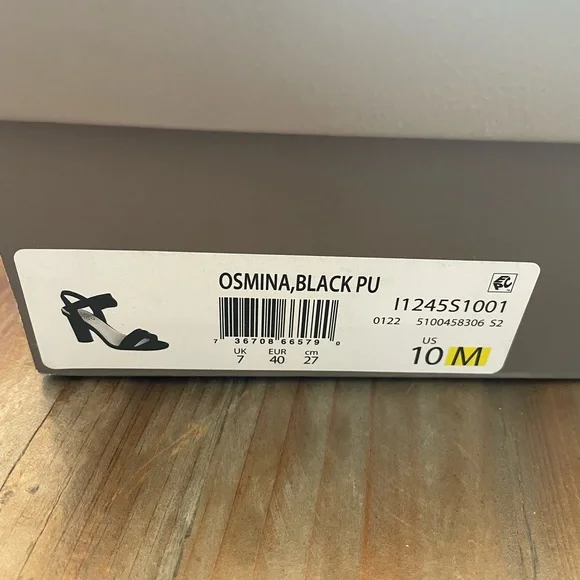 OSMINA,BLACK PU
I1245S1001
0122 5100458306 S2
7 36708 66579 0
UK EUR cm
7 40 27
US
10 M